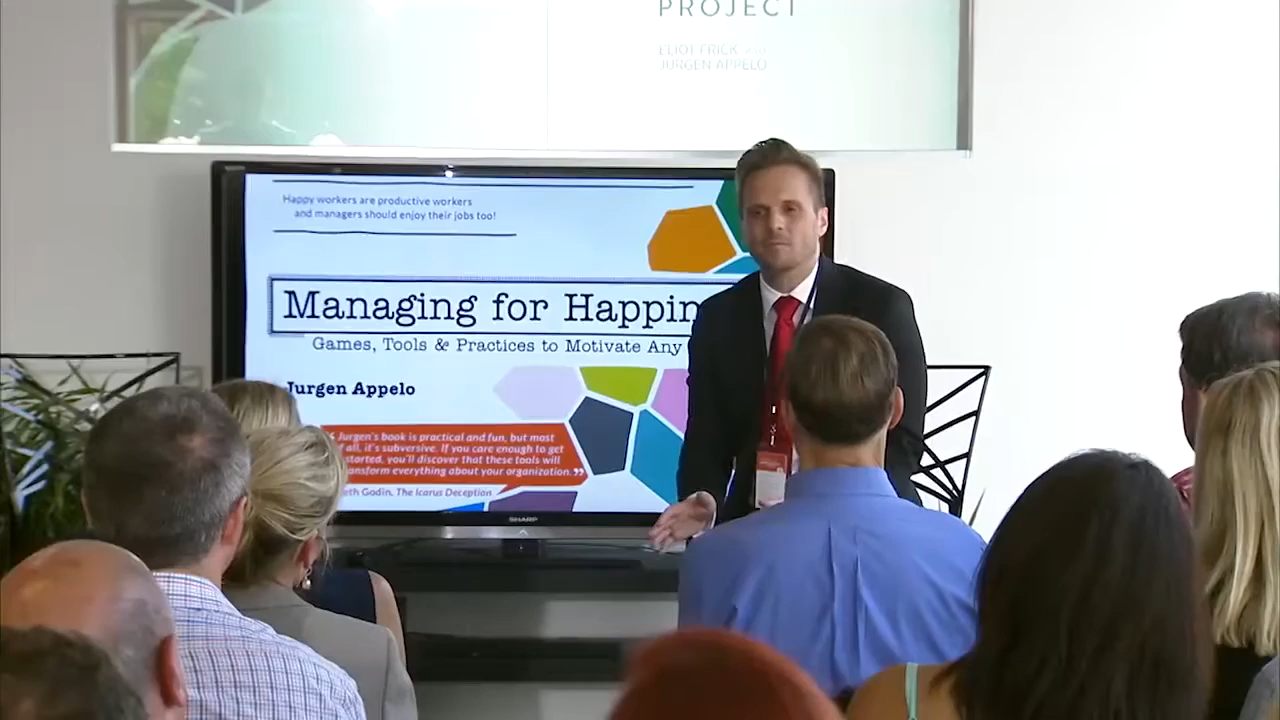 PROJECT
ELIOT FRICK and
JURGEN APPELO
Happy workers are productive workers
and managers should enjoy their jobs too!
Managing for Happin
Games, Tools & Practices to Motivate Any
Jurgen Appelo
Jurgen's book is practical and fun, but most
all, it's subversive. If you care enough to get
started, you'll discover that these tools will
ansform everything about your organization.”
eth Godin, The Icarus Deception
SHARP